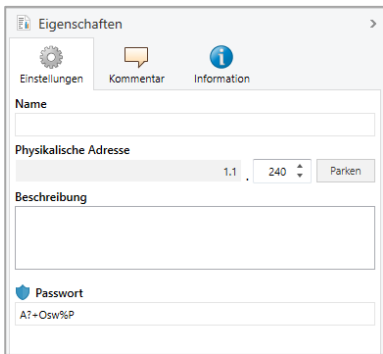 Eigenschaften
Einstellungen Kommentar Information
Name
Physikalische Adresse
1.1 . 240 Parken
Beschreibung
Passwort
A?+Osw%P